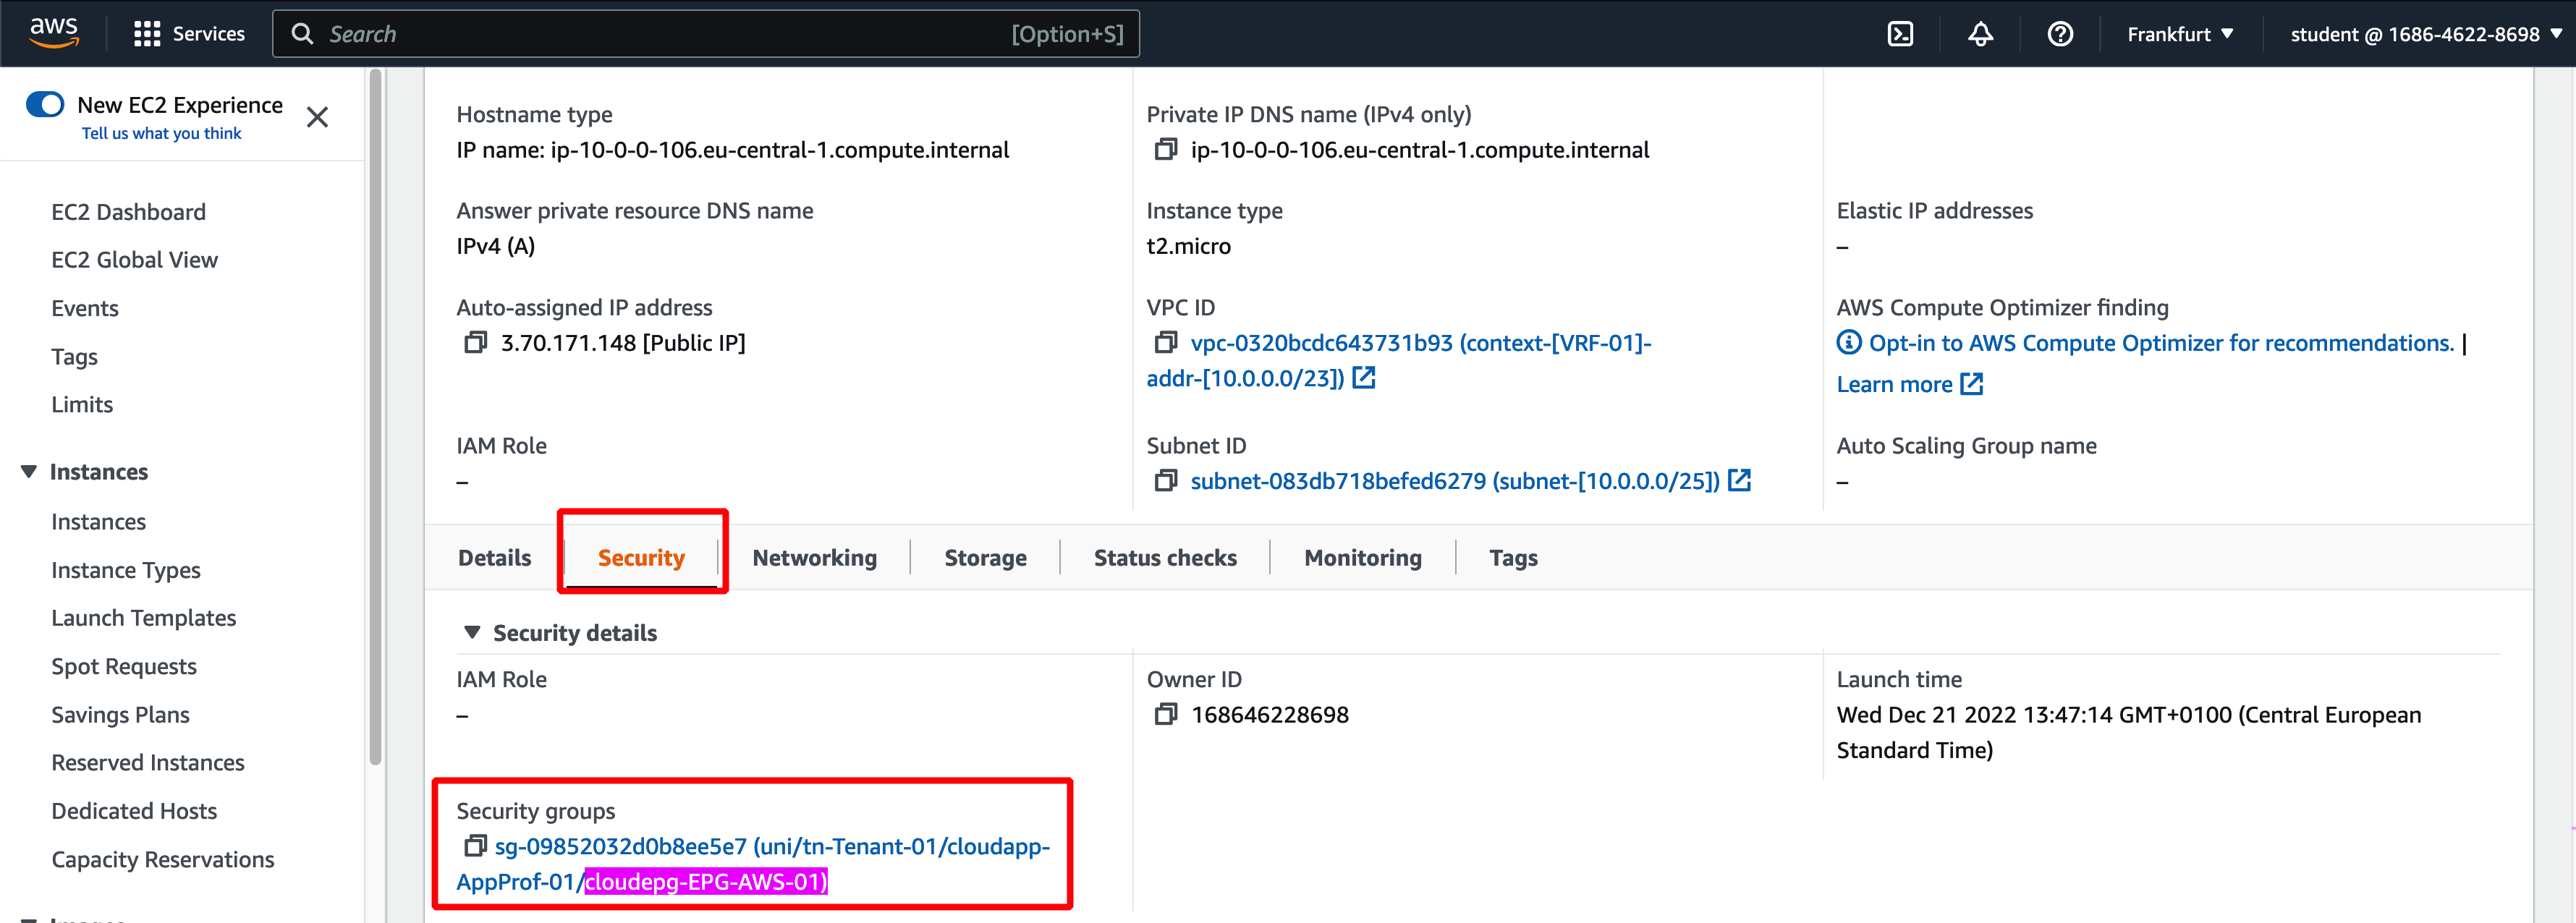 aws
Services
Search
[Option+S]
Frankfurt
student @ 1686-4622-8698
New EC2 Experience
Tell us what you think
EC2 Dashboard
EC2 Global View
Events
Tags
Limits
Instances
Instances
Instance Types
Launch Templates
Spot Requests
Savings Plans
Reserved Instances
Dedicated Hosts
Capacity Reservations
Images
Hostname type
IP name: ip-10-0-0-106.eu-central-1.compute.internal
Private IP DNS name (IPv4 only)
ip-10-0-0-106.eu-central-1.compute.internal
Answer private resource DNS name
IPv4 (A)
Instance type
t2.micro
Elastic IP addresses
–
Auto-assigned IP address
3.70.171.148 [Public IP]
VPC ID
vpc-0320bcdc643731b93 (context-[VRF-01]-
addr-[10.0.0.0/23])
AWS Compute Optimizer finding
Opt-in to AWS Compute Optimizer for recommendations. |
Learn more
IAM Role
–
Subnet ID
subnet-083db718befed6279 (subnet-[10.0.0.0/25])
Auto Scaling Group name
–
Details
Security
Networking
Storage
Status checks
Monitoring
Tags
Security details
IAM Role
–
Owner ID
168646228698
Launch time
Wed Dec 21 2022 13:47:14 GMT+0100 (Central European
Standard Time)
Security groups
sg-09852032d0b8ee5e7 (uni/tn-Tenant-01/cloudapp-
AppProf-01/cloudepg-EPG-AWS-01)